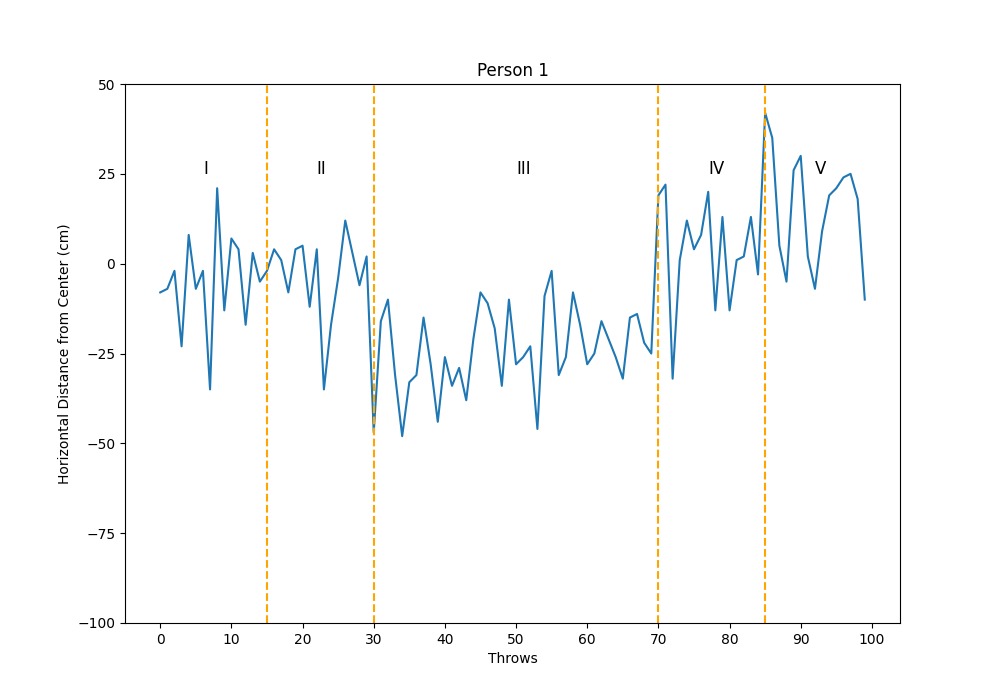 Person 1
50
25
0
−25
−50
−75
−100
Horizontal Distance from Center (cm)
I
II
III
IV
V
0 10 20 30 40 50 60 70 80 90 100
Throws